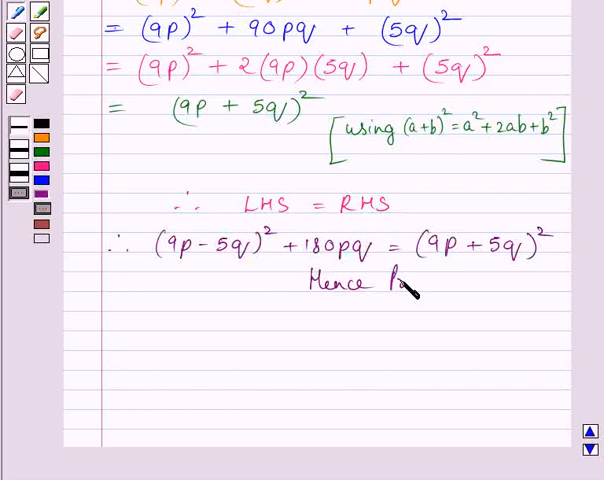 = (9p)² + 90pq + (5q)²
= (9p)² + 2(9p)(5q) + (5q)²
= (9p + 5q)²
[using (a+b)² = a² + 2ab + b²]
∴ LHS = RHS
∴ (9p - 5q)² + 180pq = (9p + 5q)²
Hence